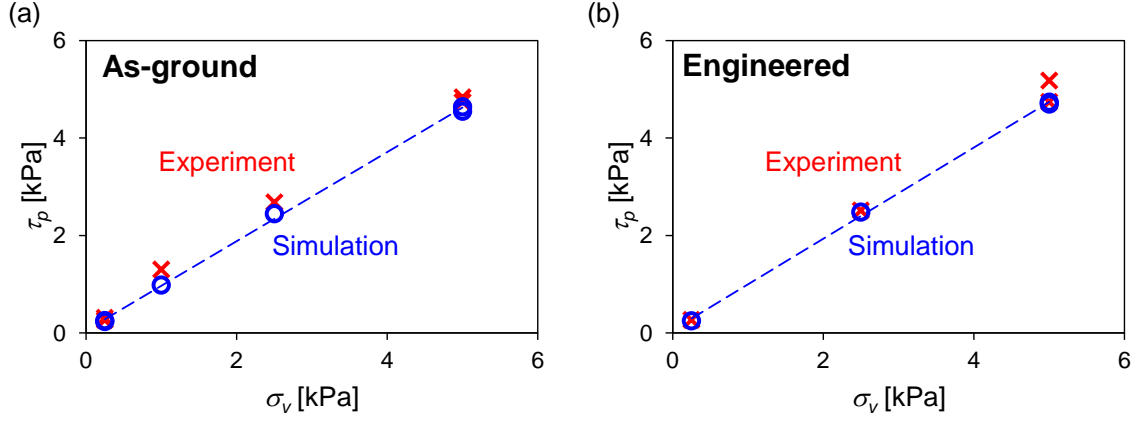 (a)
As-ground
Experiment
Simulation
τp [kPa]
6
4
2
0
0 2 4 6
σv [kPa]
(b)
Engineered
Experiment
Simulation
τp [kPa]
6
4
2
0
0 2 4 6
σv [kPa]